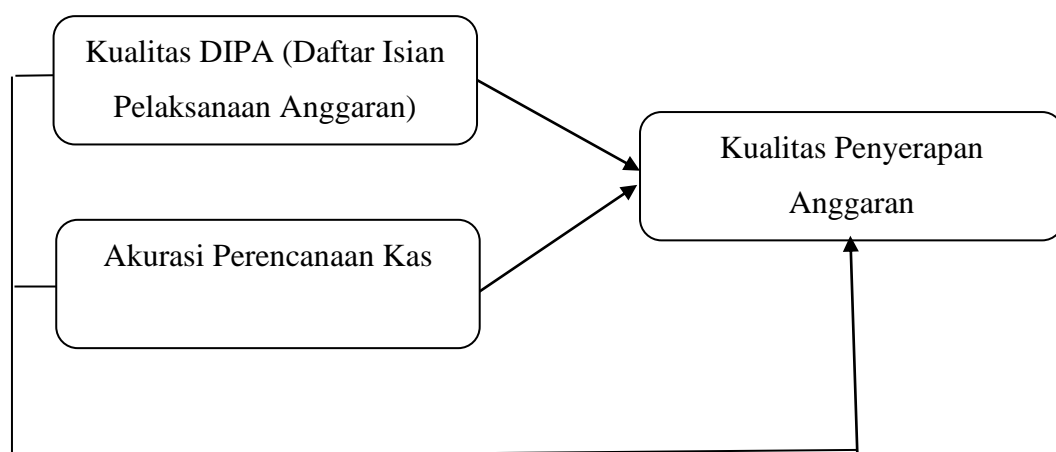 Kualitas DIPA (Daftar Isian
Pelaksanaan Anggaran)
Kualitas Penyerapan
Anggaran
Akurasi Perencanaan Kas